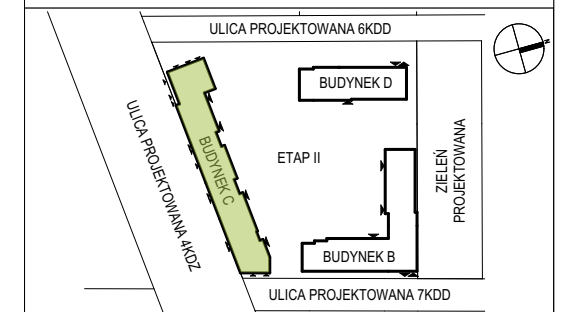 ULICA PROJEKTOWANA 6KDD
N
BUDYNEK D
ULICA PROJEKTOWANA 4KDZ
BUDYNEK C
ETAP II
ZIELEŃ
PROJEKTOWANA
BUDYNEK B
ULICA PROJEKTOWANA 7KDD